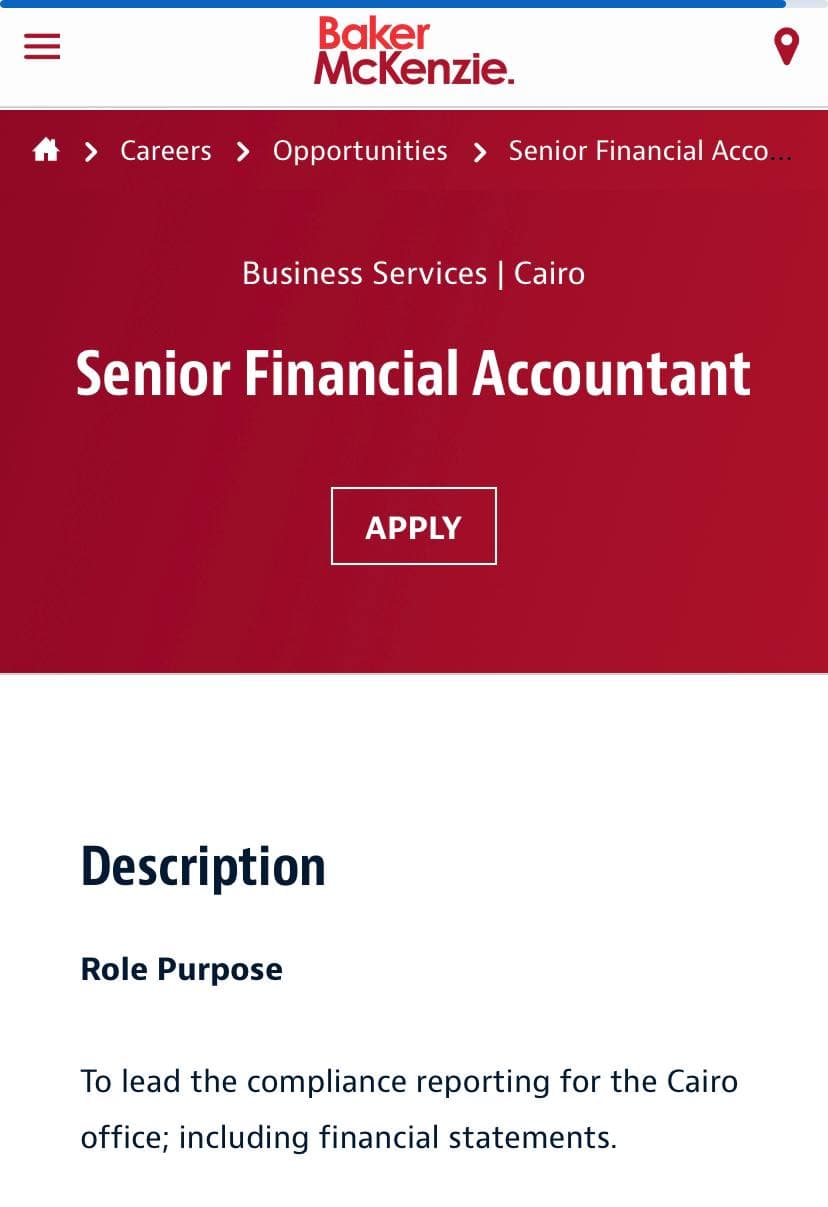 Baker
McKenzie.
Careers > Opportunities > Senior Financial Acco...
Business Services | Cairo
Senior Financial Accountant
APPLY
Description
Role Purpose
To lead the compliance reporting for the Cairo
office; including financial statements.